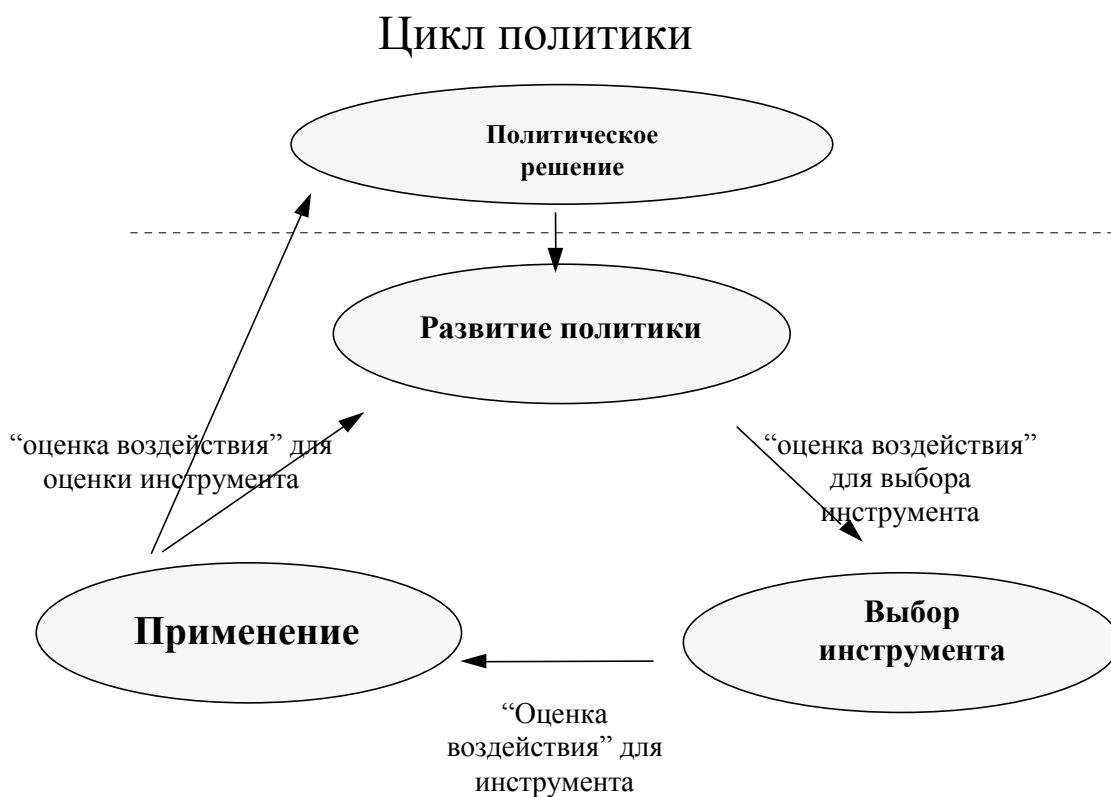 Цикл политики
Политическое
решение
Развитие политики
“оценка воздействия” для
оценки инструмента
“оценка воздействия”
для выбора
инструмента
Применение
Выбор
инструмента
“Оценка
воздействия” для
инструмента